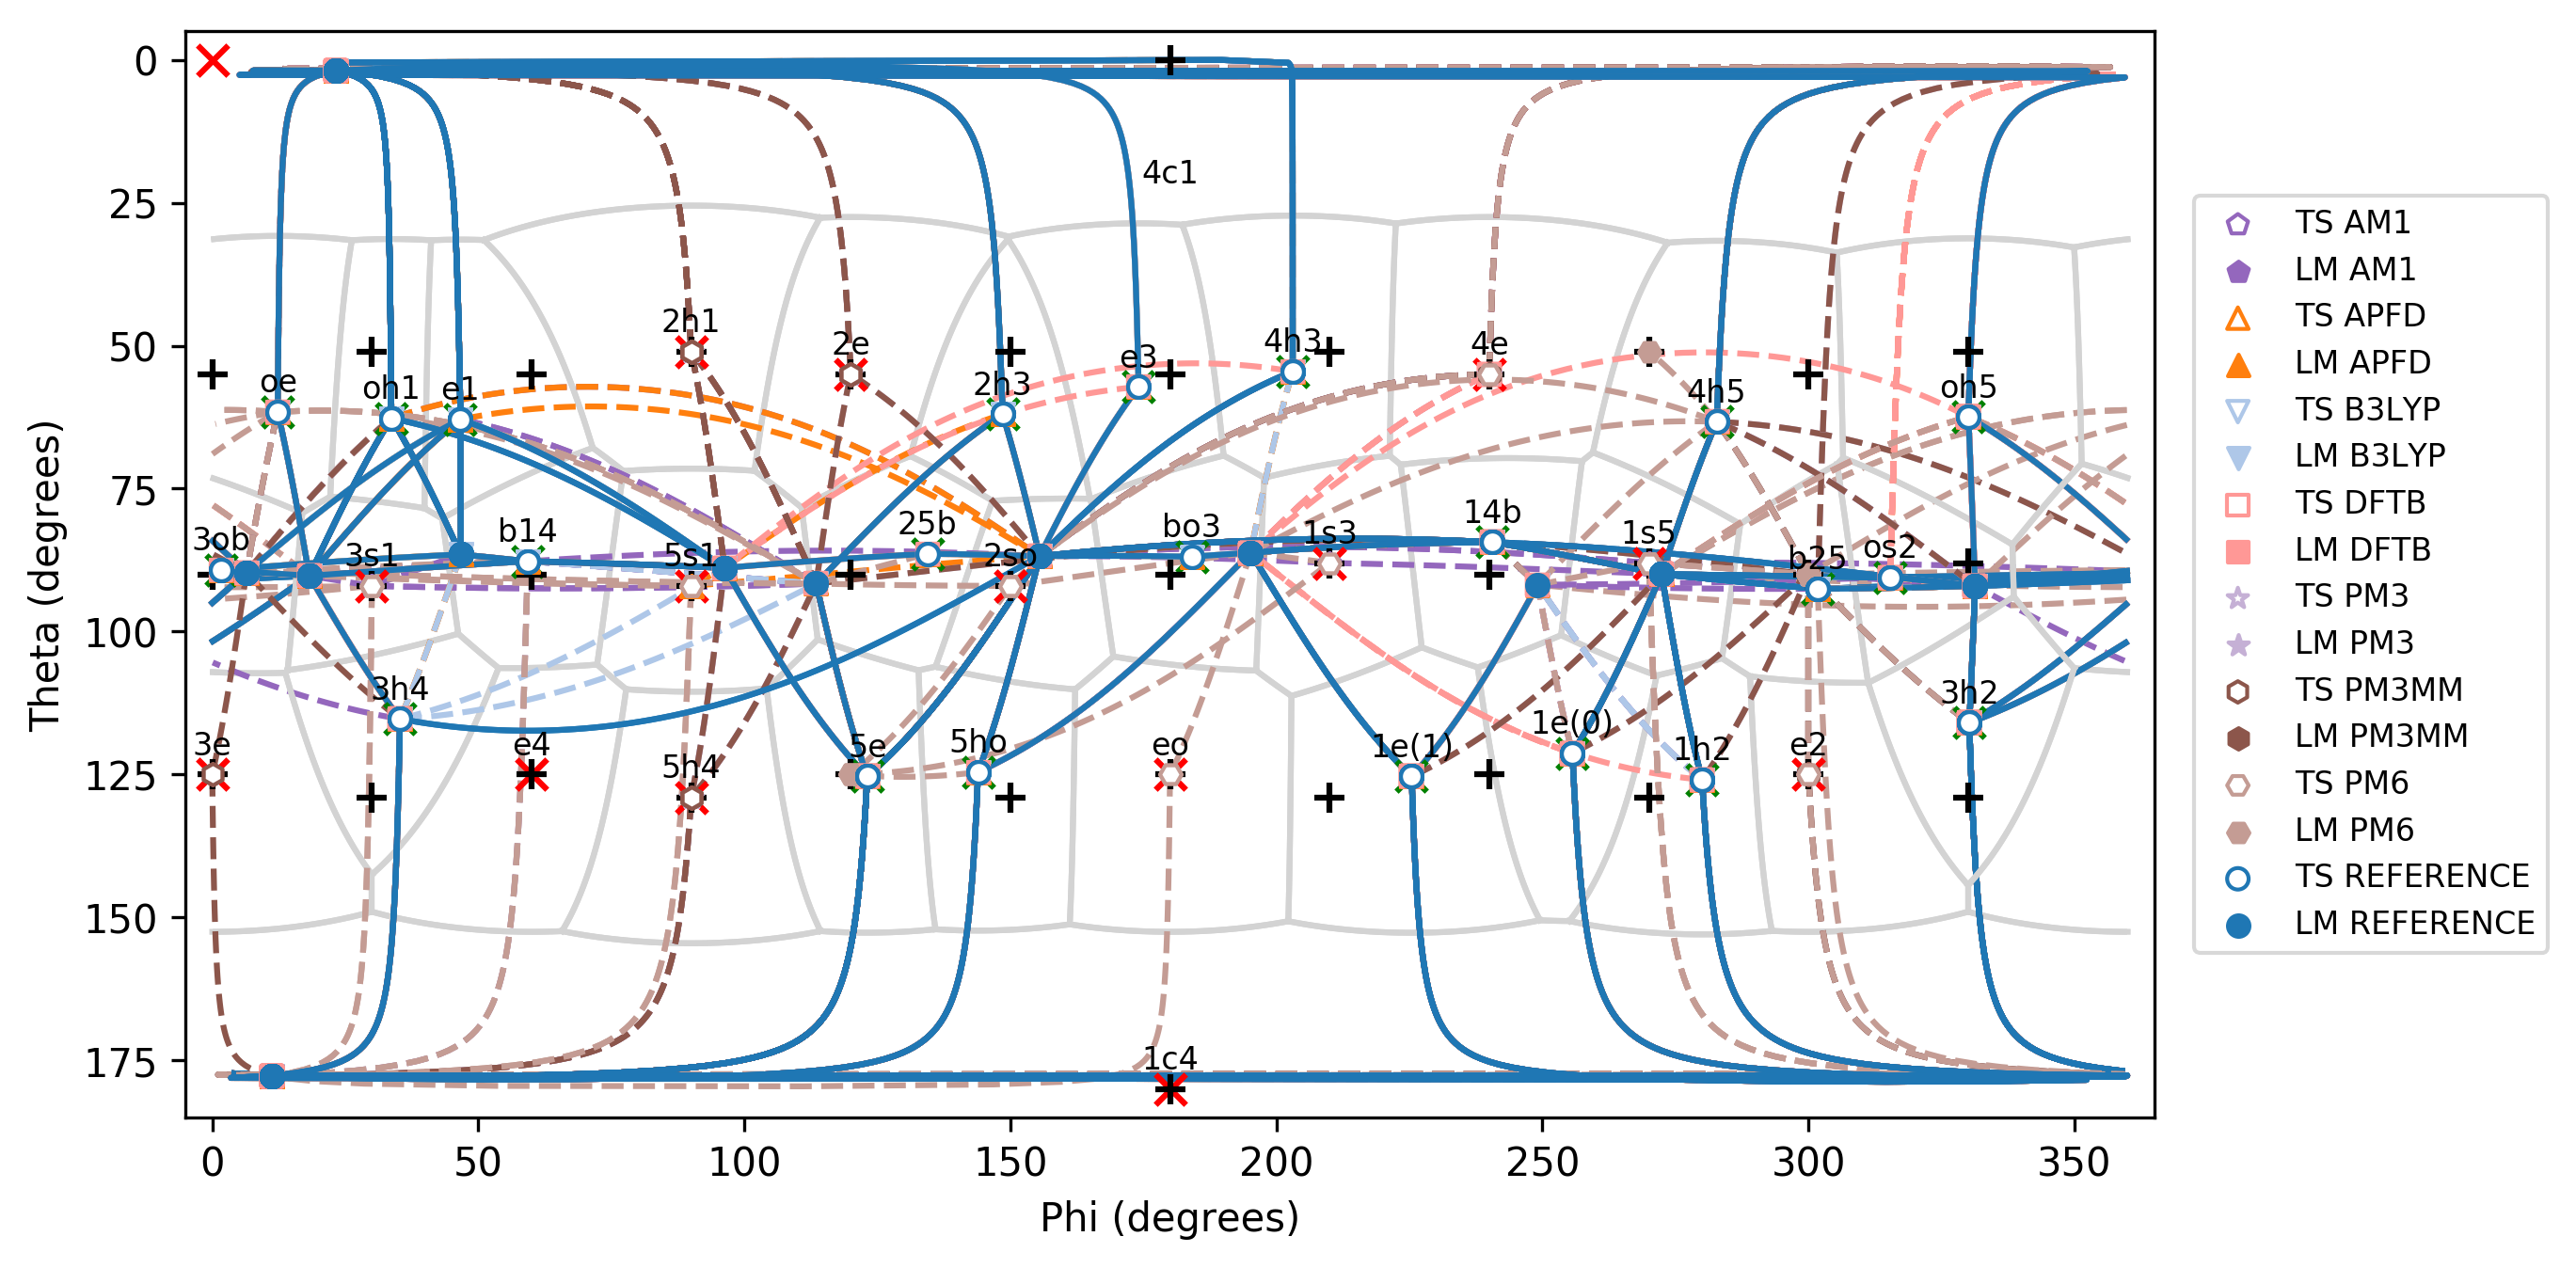 0
25
50
75
100
125
150
175
Theta (degrees)
0
50
100
150
200
250
300
350
Phi (degrees)
4c1
2h1
2e
4h3
4e
e3
oe
oh1
e1
2h3
4h5
oh5
3ob
b14
3s1
5s1
25b
2so
bo3
1s3
14b
1s5
b25
os2
3h4
3h2
3e
e4
5h4
5e
5ho
eo
1e(1)
1e(0)
1h2
e2
1c4
TS AM1
LM AM1
TS APFD
LM APFD
TS B3LYP
LM B3LYP
TS DFTB
LM DFTB
TS PM3
LM PM3
TS PM3MM
LM PM3MM
TS PM6
LM PM6
TS REFERENCE
LM REFERENCE